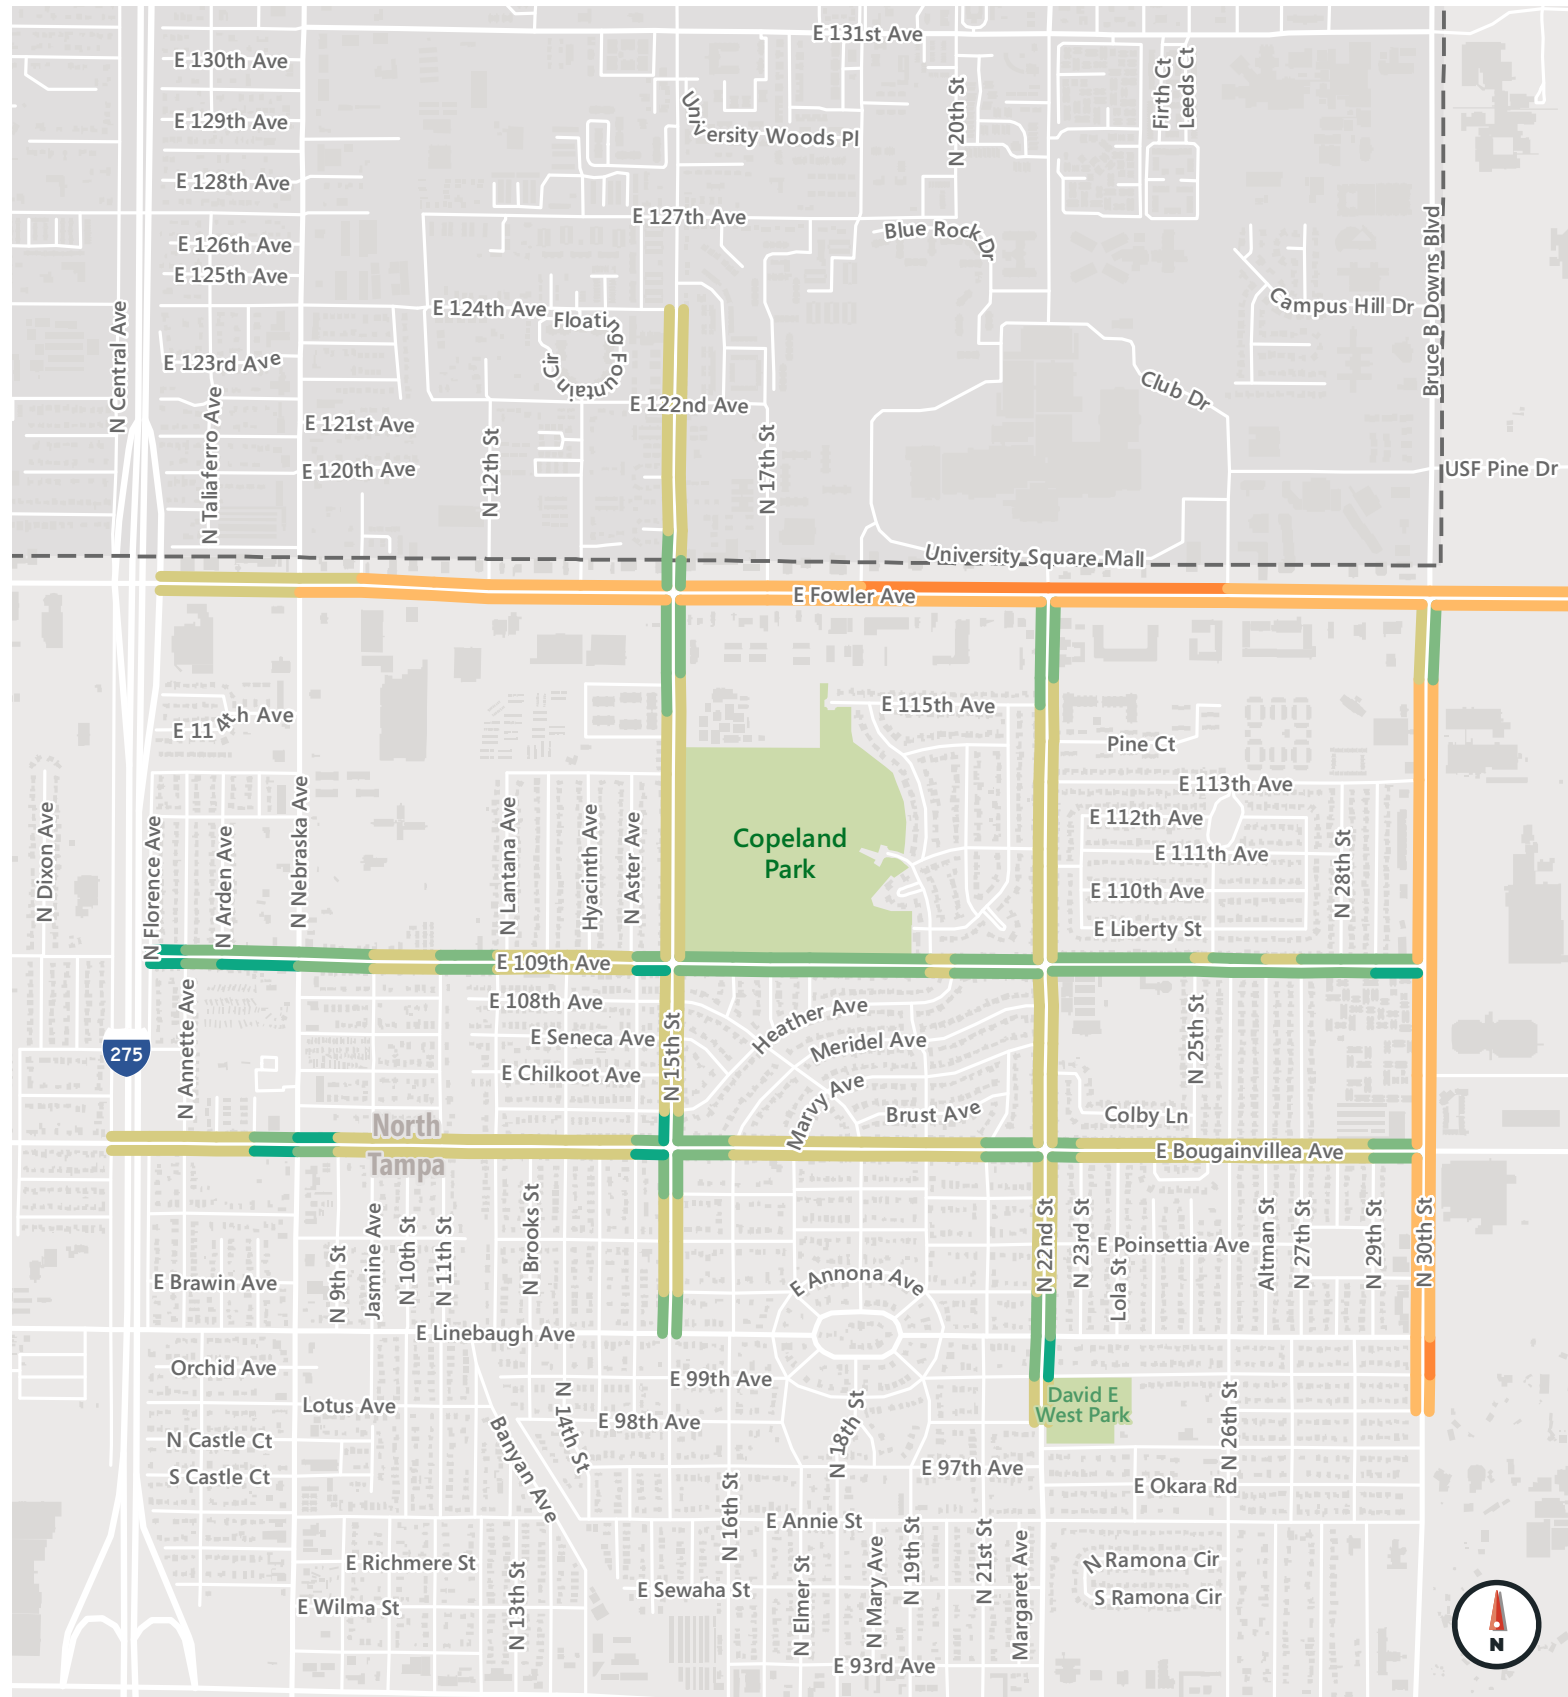 E 131st Ave
E 130th Ave
Firth Ct
Leeds Ct
N 20th St
E 129th Ave
University Woods Pl
E 128th Ave
E 127th Ave
Blue Rock Dr
E 126th Ave
E 125th Ave
Bruce B Downs Blvd
Campus Hill Dr
E 124th Ave
Floating Fountain Cir
N Central Ave
E 123rd Ave
Club Dr
E 122nd Ave
N Taliaferro Ave
E 121st Ave
N 12th St
N 17th St
E 120th Ave
USF Pine Dr
University Square Mall
E Fowler Ave
E 115th Ave
E 114th Ave
Pine Ct
E 113th Ave
N Dixon Ave
N Florence Ave
N Arden Ave
N Nebraska Ave
N Lantana Ave
Hyacinth Ave
N Aster Ave
Copeland
Park
E 112th Ave
E 111th Ave
N 28th St
E 110th Ave
E Liberty St
E 109th Ave
E 108th Ave
Heather Ave
E Seneca Ave
Meridel Ave
N 15th St
N 25th St
275
N Annette Ave
E Chilkoot Ave
Marvy Ave
Brust Ave
Colby Ln
North
Tampa
E Bougainvillea Ave
N 9th St
Jasmine Ave
N 10th St
N 11th St
N Brooks St
N 22nd St
N 23rd St
E Poinsettia Ave
Lola St
Altman St
N 27th St
N 29th St
N 30th St
E Brawin Ave
E Annona Ave
E Linebaugh Ave
Orchid Ave
E 99th Ave
Lotus Ave
N 14th St
E 98th Ave
N 18th St
David E
West Park
N 26th St
N Castle Ct
Banyan Ave
S Castle Ct
E 97th Ave
E Okara Rd
N 16th St
E Annie St
N Mary Ave
N 19th St
N 21st St
Margaret Ave
E Richmere St
N Ramona Cir
N 13th St
E Sewaha St
N Elmer St
S Ramona Cir
E Wilma St
E 93rd Ave
N